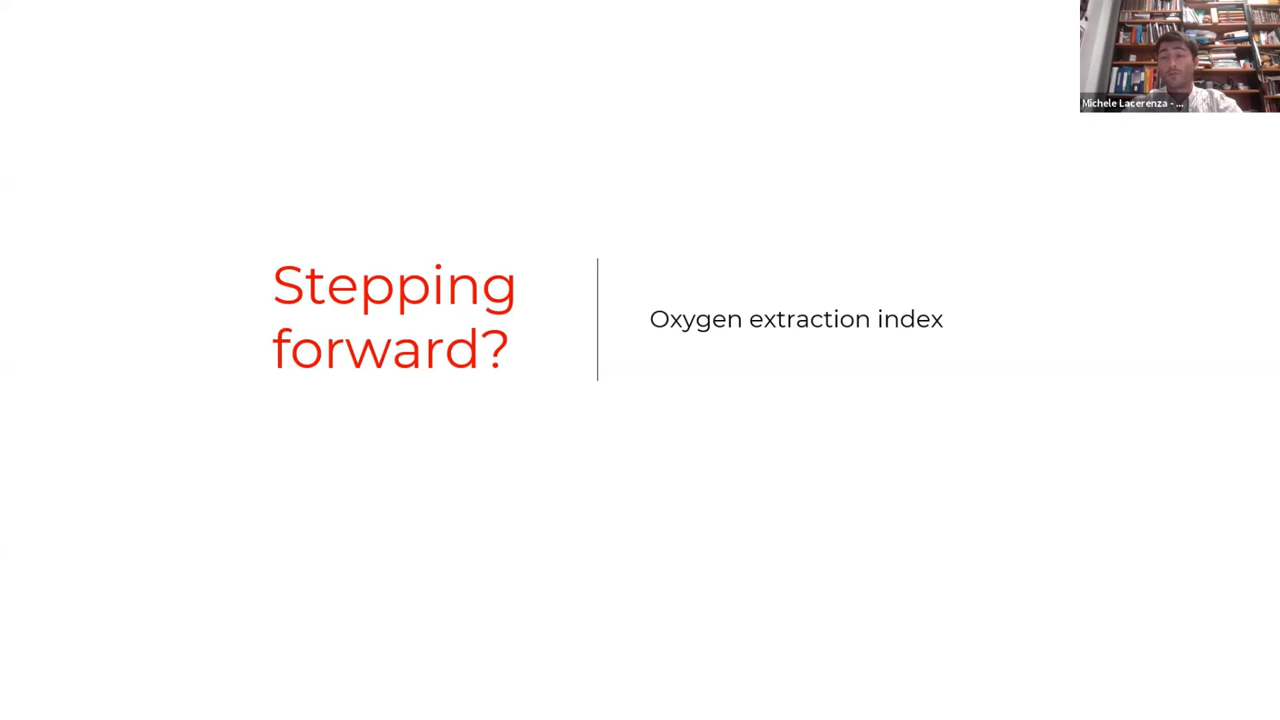 Michele Lacerenza - ...
Stepping
forward?
Oxygen extraction index